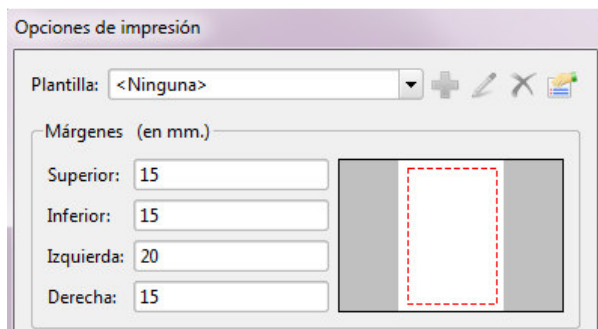 Opciones de impresión
Plantilla: <Ninguna>
Márgenes (en mm.)
Superior: 15
Inferior: 15
Izquierda: 20
Derecha: 15